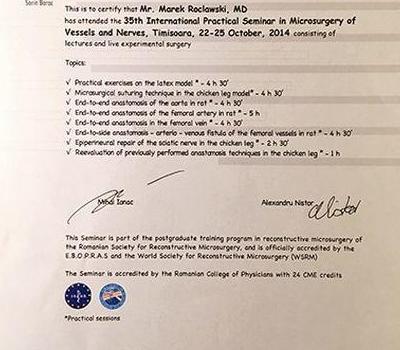 Sorin Barac
This is to certify that Mr. Marek Roclawski, MD
has attended the 35th International Practical Seminar in Microsurgery of
Vessels and Nerves, Timisoara, 22-25 October, 2014 consisting of
lectures and live experimental surgery
Topics:
√ Practical exercises on the latex model * - 4 h 30'
√ Microsurgical suturing technique in the chicken leg model* - 4 h 30'
√ End-to-end anastomosis of the aorta in rat * - 4 h 30'
√ End-to-end anastomosis of the femoral artery in rat * - 5 h
√ End-to-end anastomosis in the femoral vein * - 4 h 30'
√ End-to-side anastomosis - arterio - venous fistula of the femoral vessels in rat * - 4 h 30'
√ Epiperineural repair of the sciatic nerve in the chicken leg * - 2 h 30'
√ Reevaluation of previously performed anastomosis techniques in the chicken leg * - 1 h
Mihai Ionac
Alexandru Nistor
This Seminar is part of the postgraduate training program in reconstructive microsurgery of
the Romanian Society for Reconstructive Microsurgery, and is officially accredited by the
E.B.O.P.R.A.S and the World Society for Reconstructive Microsurgery (WSRM)
The Seminar is accredited by the Romanian College of Physicians with 24 CME credits
*Practical sessions